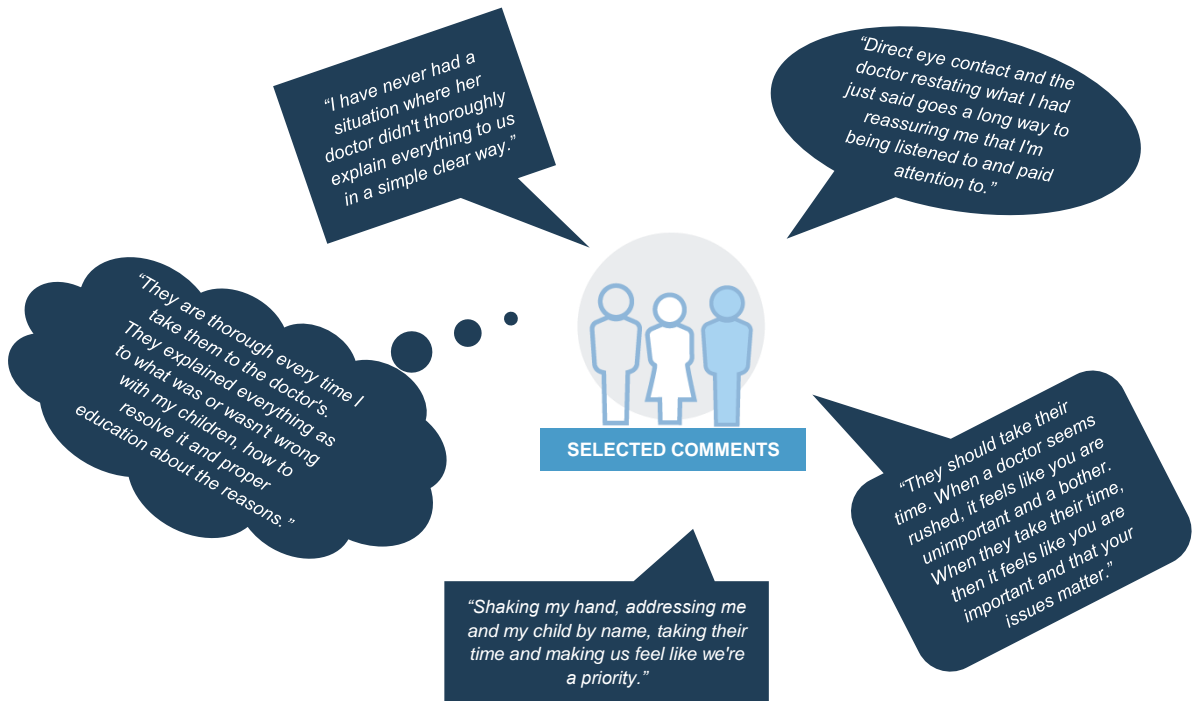 “I have never had a
situation where her
doctor didn't thoroughly
explain everything to us
in a simple clear way.”
“Direct eye contact and the
doctor restating what I had
just said goes a long way to
reassuring me that I'm
being listened to and paid
attention to.”
“They are thorough every time I
take them to the doctor's.
They explained everything as
to what was or wasn't wrong
with my children, how to
resolve it and proper
education about the reasons. ”
SELECTED COMMENTS
“They should take their
time. When a doctor seems
rushed, it feels like you are
unimportant and a bother.
When they take their time,
then it feels like you are
important and that your
issues matter.”
“Shaking my hand, addressing me
and my child by name, taking their
time and making us feel like we're
a priority.”